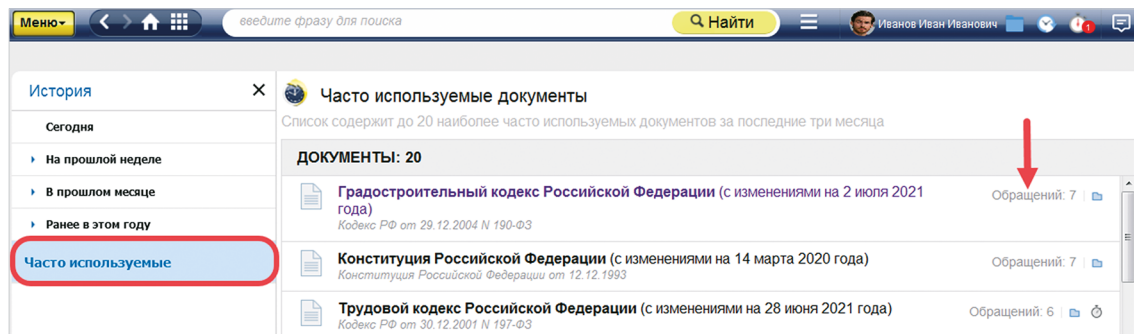 Меню
введите фразу для поиска
Найти
Иванов Иван Иванович
1
История
Сегодня
На прошлой неделе
В прошлом месяце
Ранее в этом году
Часто используемые
Часто используемые документы
Список содержит до 20 наиболее часто используемых документов за последние три месяца
ДОКУМЕНТЫ: 20
Градостроительный кодекс Российской Федерации (с изменениями на 2 июля 2021
года)
Кодекс РФ от 29.12.2004 N 190-ФЗ
Обращений: 7
Конституция Российской Федерации (с изменениями на 14 марта 2020 года)
Конституция Российской Федерации от 12.12.1993
Обращений: 7
Трудовой кодекс Российской Федерации (с изменениями на 28 июня 2021 года)
Кодекс РФ от 30.12.2001 N 197-ФЗ
Обращений: 6